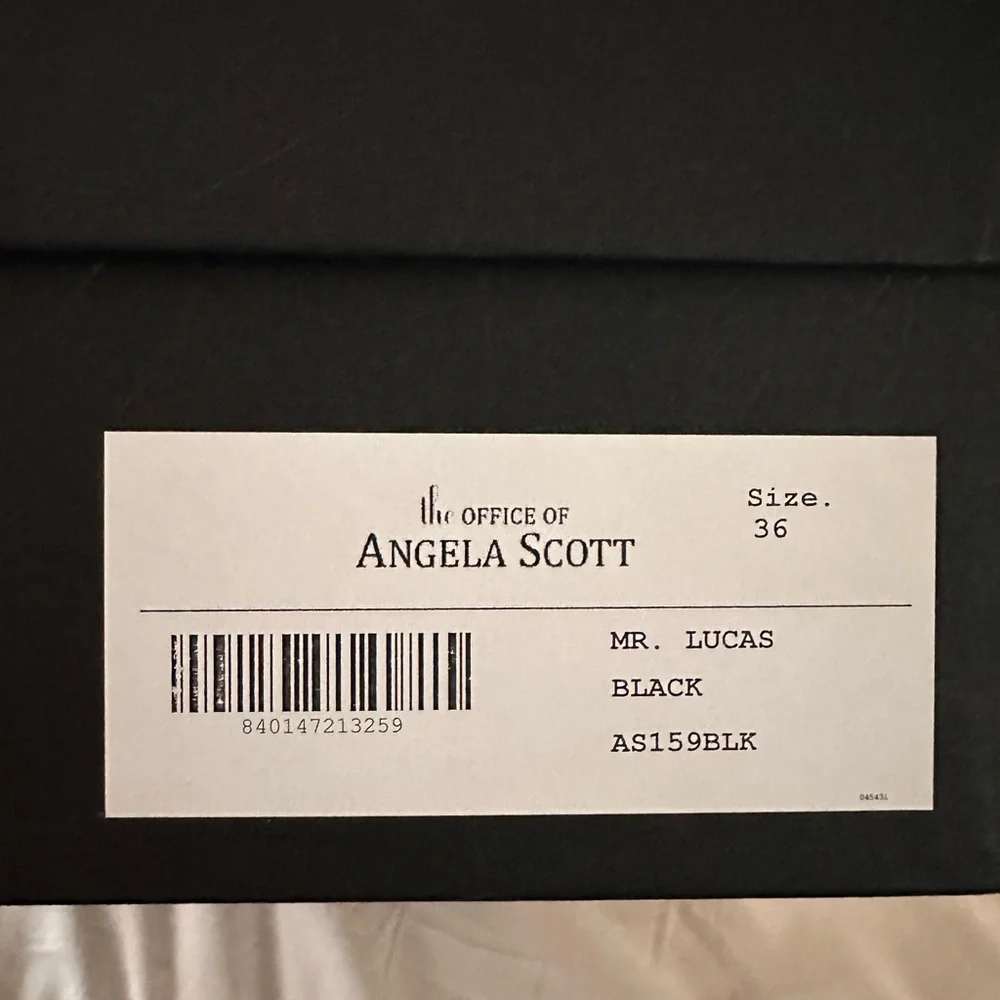 the OFFICE OF
ANGELA SCOTT
Size.
36
840147213259
MR. LUCAS
BLACK
AS159BLK